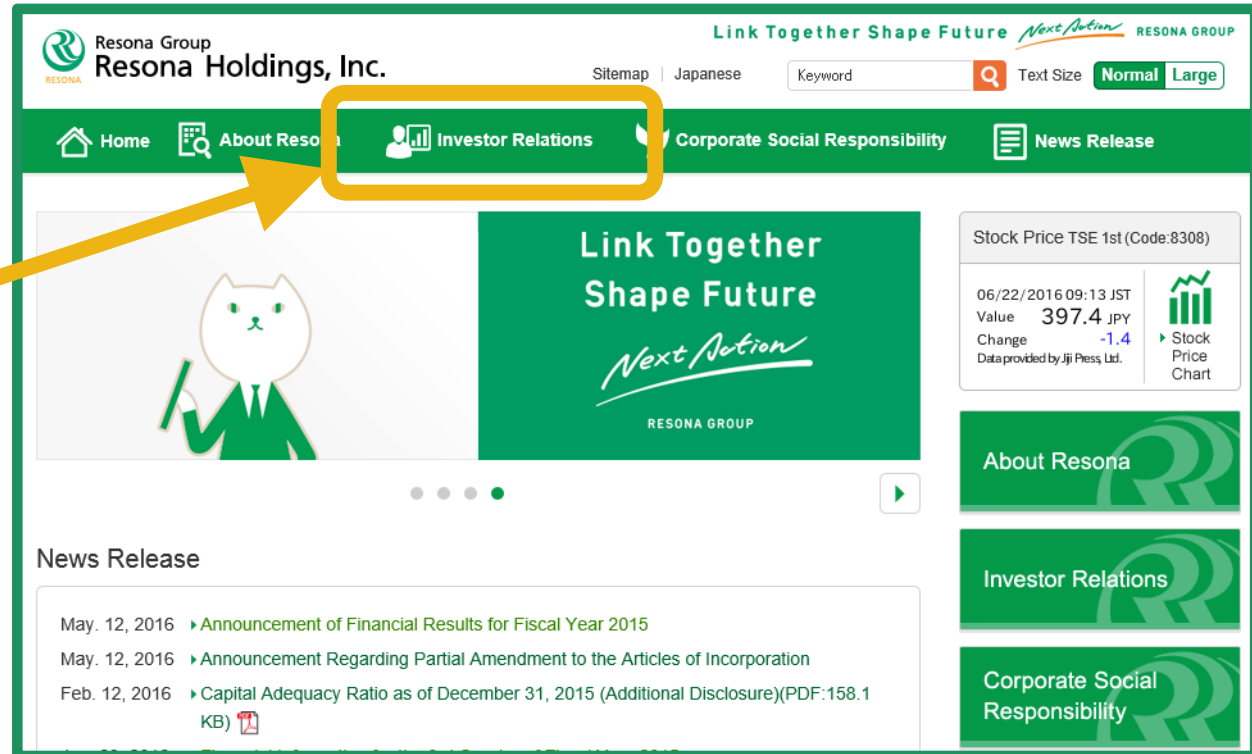 Link Together Shape Future Next Action RESONA GROUP
Resona Group
Resona Holdings, Inc.
RESONA
Sitemap Japanese Keyword Text Size Normal Large
Home About Resona Investor Relations Corporate Social Responsibility News Release
Link Together
Shape Future
Next Action
RESONA GROUP
Stock Price TSE 1st (Code:8308)
06/22/2016 09:13 JST
Value 397.4 JPY
Change -1.4
Data provided by Jiji Press, Ltd.
Stock
Price
Chart
About Resona
Investor Relations
Corporate Social
Responsibility
News Release
May. 12, 2016 Announcement of Financial Results for Fiscal Year 2015
May. 12, 2016 Announcement Regarding Partial Amendment to the Articles of Incorporation
Feb. 12, 2016 Capital Adequacy Ratio as of December 31, 2015 (Additional Disclosure)(PDF:158.1
KB)